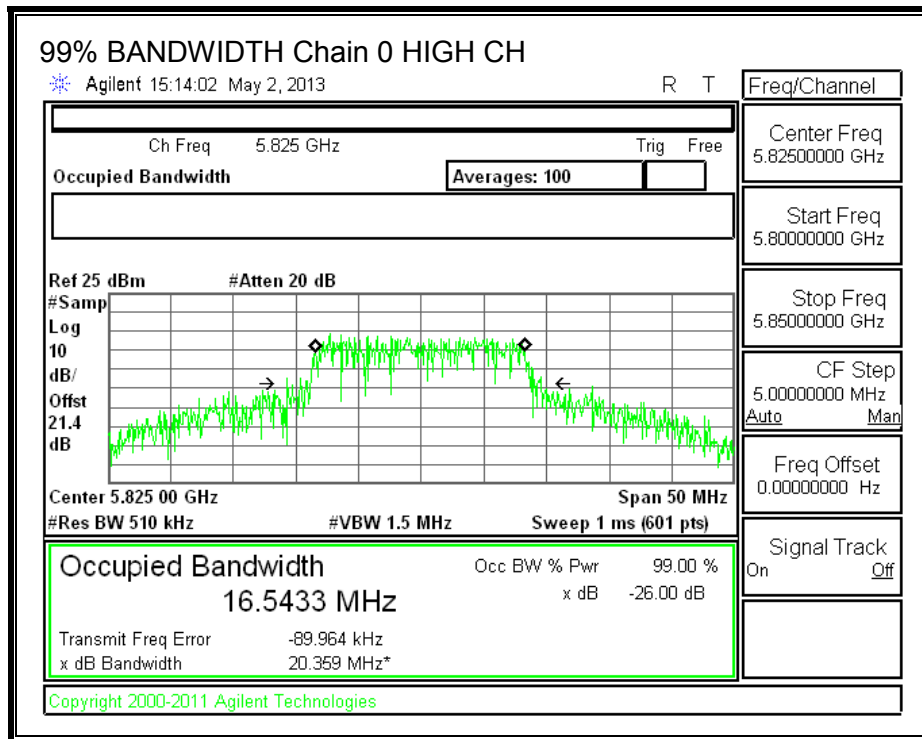 99% BANDWIDTH Chain 0 HIGH CH
Agilent 15:14:02 May 2, 2013 R T
Freq/Channel
Ch Freq 5.825 GHz Trig Free
Occupied Bandwidth Averages: 100
Center Freq
5.82500000 GHz
Start Freq
5.80000000 GHz
Stop Freq
5.85000000 GHz
CF Step
5.00000000 MHz
Auto Man
Freq Offset
0.00000000 Hz
Signal Track
On Off
Ref 25 dBm #Atten 20 dB
#Samp
Log
10
dB/
Offst
21.4
dB
Center 5.825 00 GHz Span 50 MHz
#Res BW 510 kHz #VBW 1.5 MHz Sweep 1 ms (601 pts)
Occupied Bandwidth Occ BW % Pwr 99.00 %
16.5433 MHz x dB -26.00 dB
Transmit Freq Error -89.964 kHz
x dB Bandwidth 20.359 MHz*
Copyright 2000-2011 Agilent Technologies